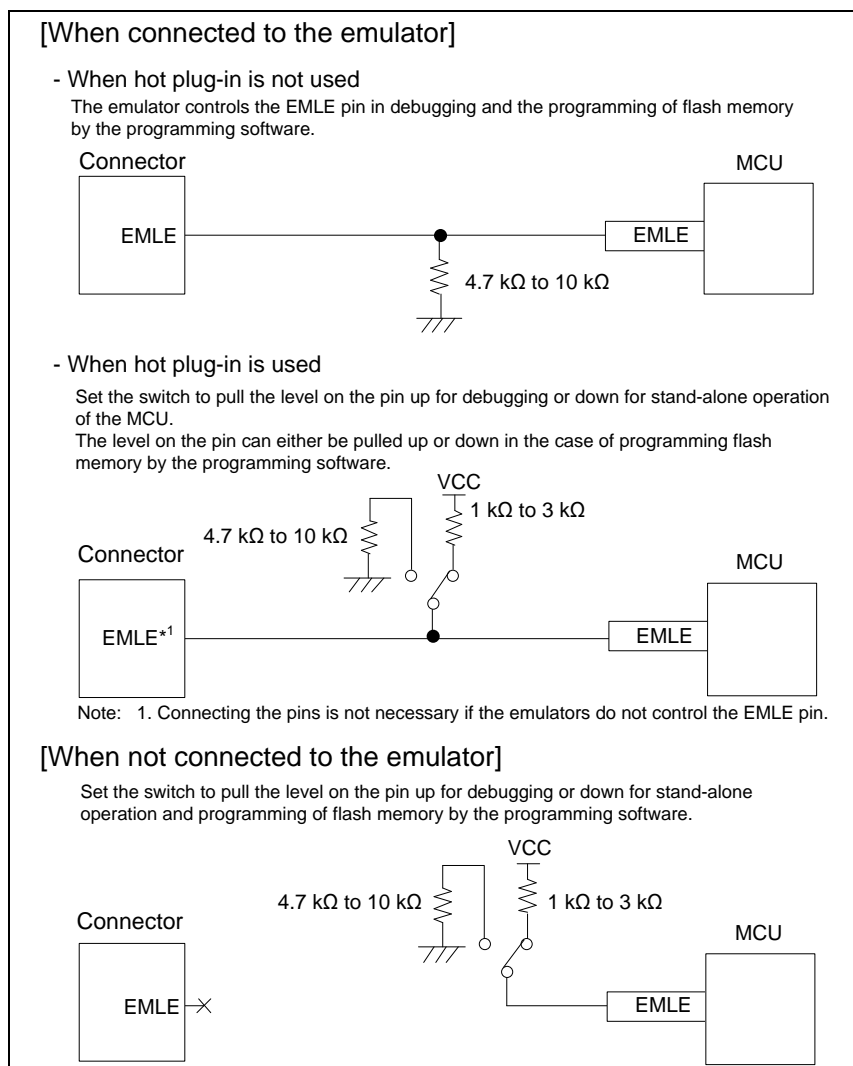 [When connected to the emulator]
- When hot plug-in is not used
The emulator controls the EMLE pin in debugging and the programming of flash memory
by the programming software.
Connector
MCU
EMLE
EMLE
4.7 kΩ to 10 kΩ
- When hot plug-in is used
Set the switch to pull the level on the pin up for debugging or down for stand-alone operation
of the MCU.
The level on the pin can either be pulled up or down in the case of programming flash
memory by the programming software.
VCC
1 kΩ to 3 kΩ
4.7 kΩ to 10 kΩ
Connector
MCU
EMLE*1
EMLE
Note: 1. Connecting the pins is not necessary if the emulators do not control the EMLE pin.
[When not connected to the emulator]
Set the switch to pull the level on the pin up for debugging or down for stand-alone
operation and programming of flash memory by the programming software.
VCC
4.7 kΩ to 10 kΩ
1 kΩ to 3 kΩ
Connector
MCU
EMLE
EMLE